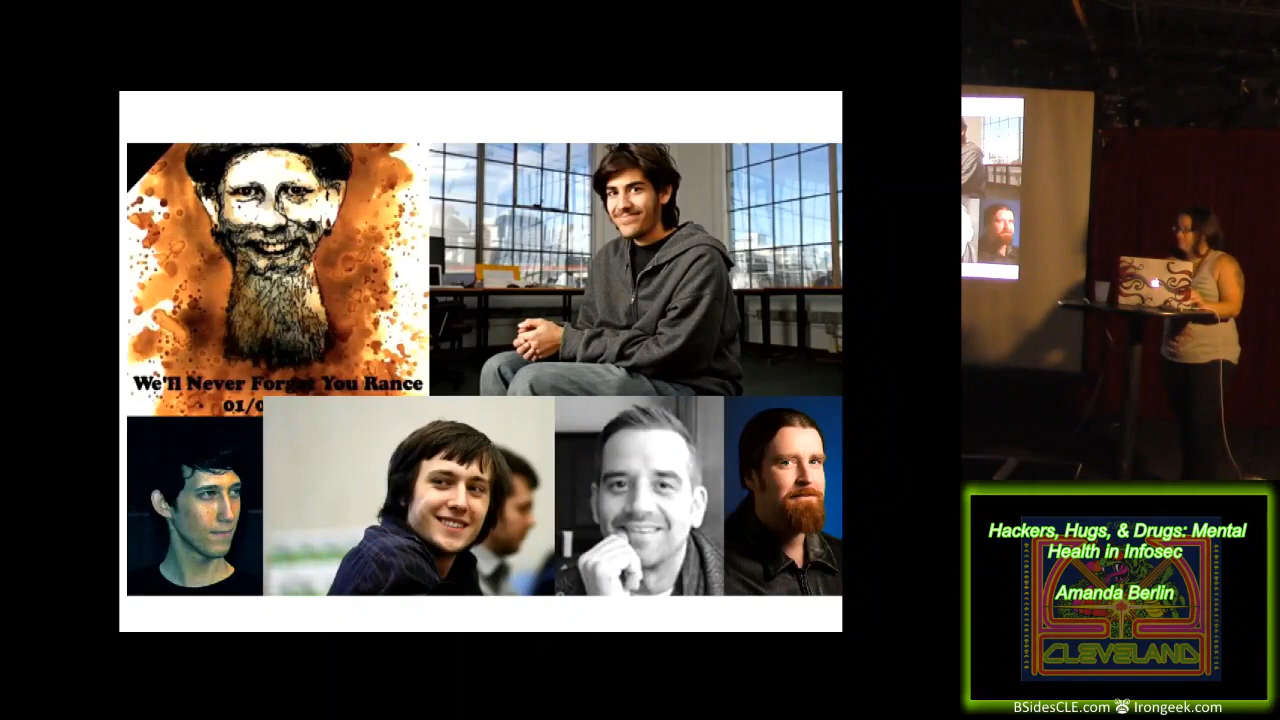 We'll Never Forget You Rance
01/0
Hackers, Hugs, & Drugs: Mental
Health in Infosec
Amanda Berlin
CLEVELAND
BSidesCLE.com Irongeek.com